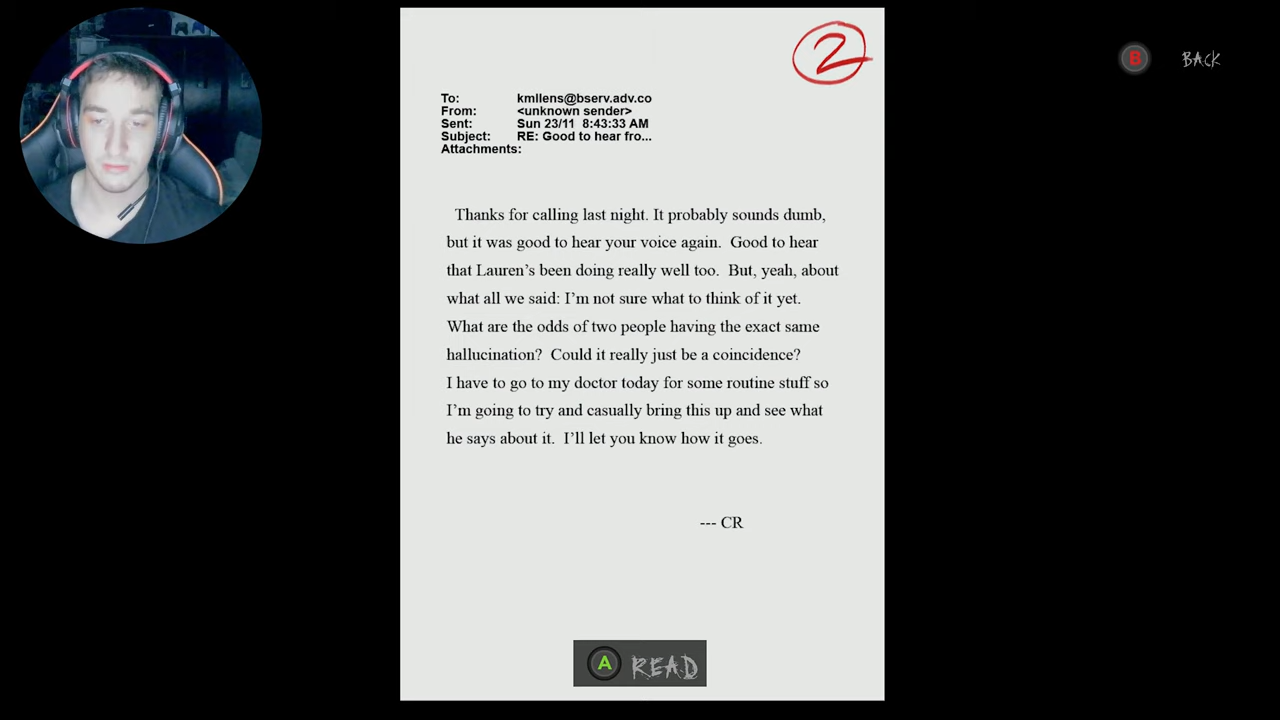 2
B BACK
To: kmllens@bserv.adv.co
From: <unknown sender>
Sent: Sun 23/11 8:43:33 AM
Subject: RE: Good to hear fro...
Attachments:
Thanks for calling last night. It probably sounds dumb,
but it was good to hear your voice again. Good to hear
that Lauren's been doing really well too. But, yeah, about
what all we said: I'm not sure what to think of it yet.
What are the odds of two people having the exact same
hallucination? Could it really just be a coincidence?
I have to go to my doctor today for some routine stuff so
I'm going to try and casually bring this up and see what
he says about it. I'll let you know how it goes.
--- CR
A READ